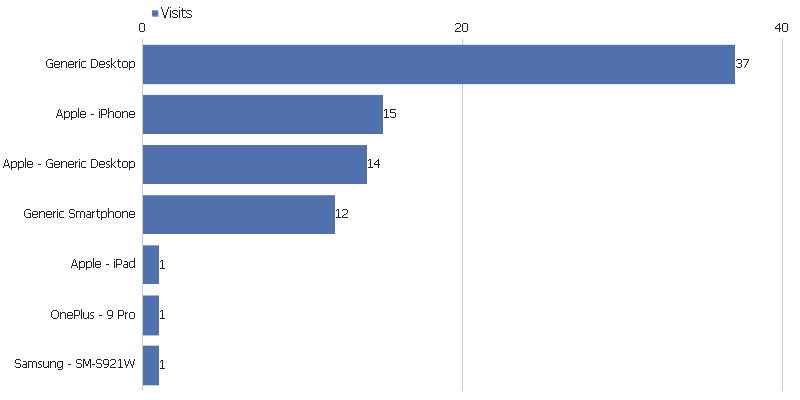 Visits
0 20 40
Generic Desktop 37
Apple - iPhone 15
Apple - Generic Desktop 14
Generic Smartphone 12
Apple - iPad 1
OnePlus - 9 Pro 1
Samsung - SM-S921W 1